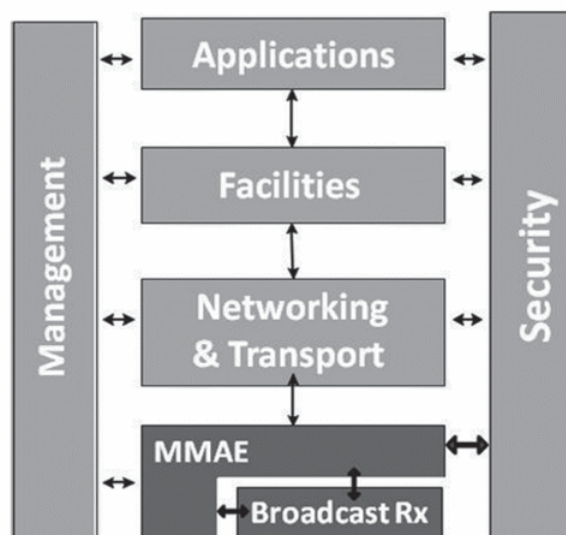 Management
Applications
Facilities
Networking
& Transport
MMAE
Broadcast Rx
Security